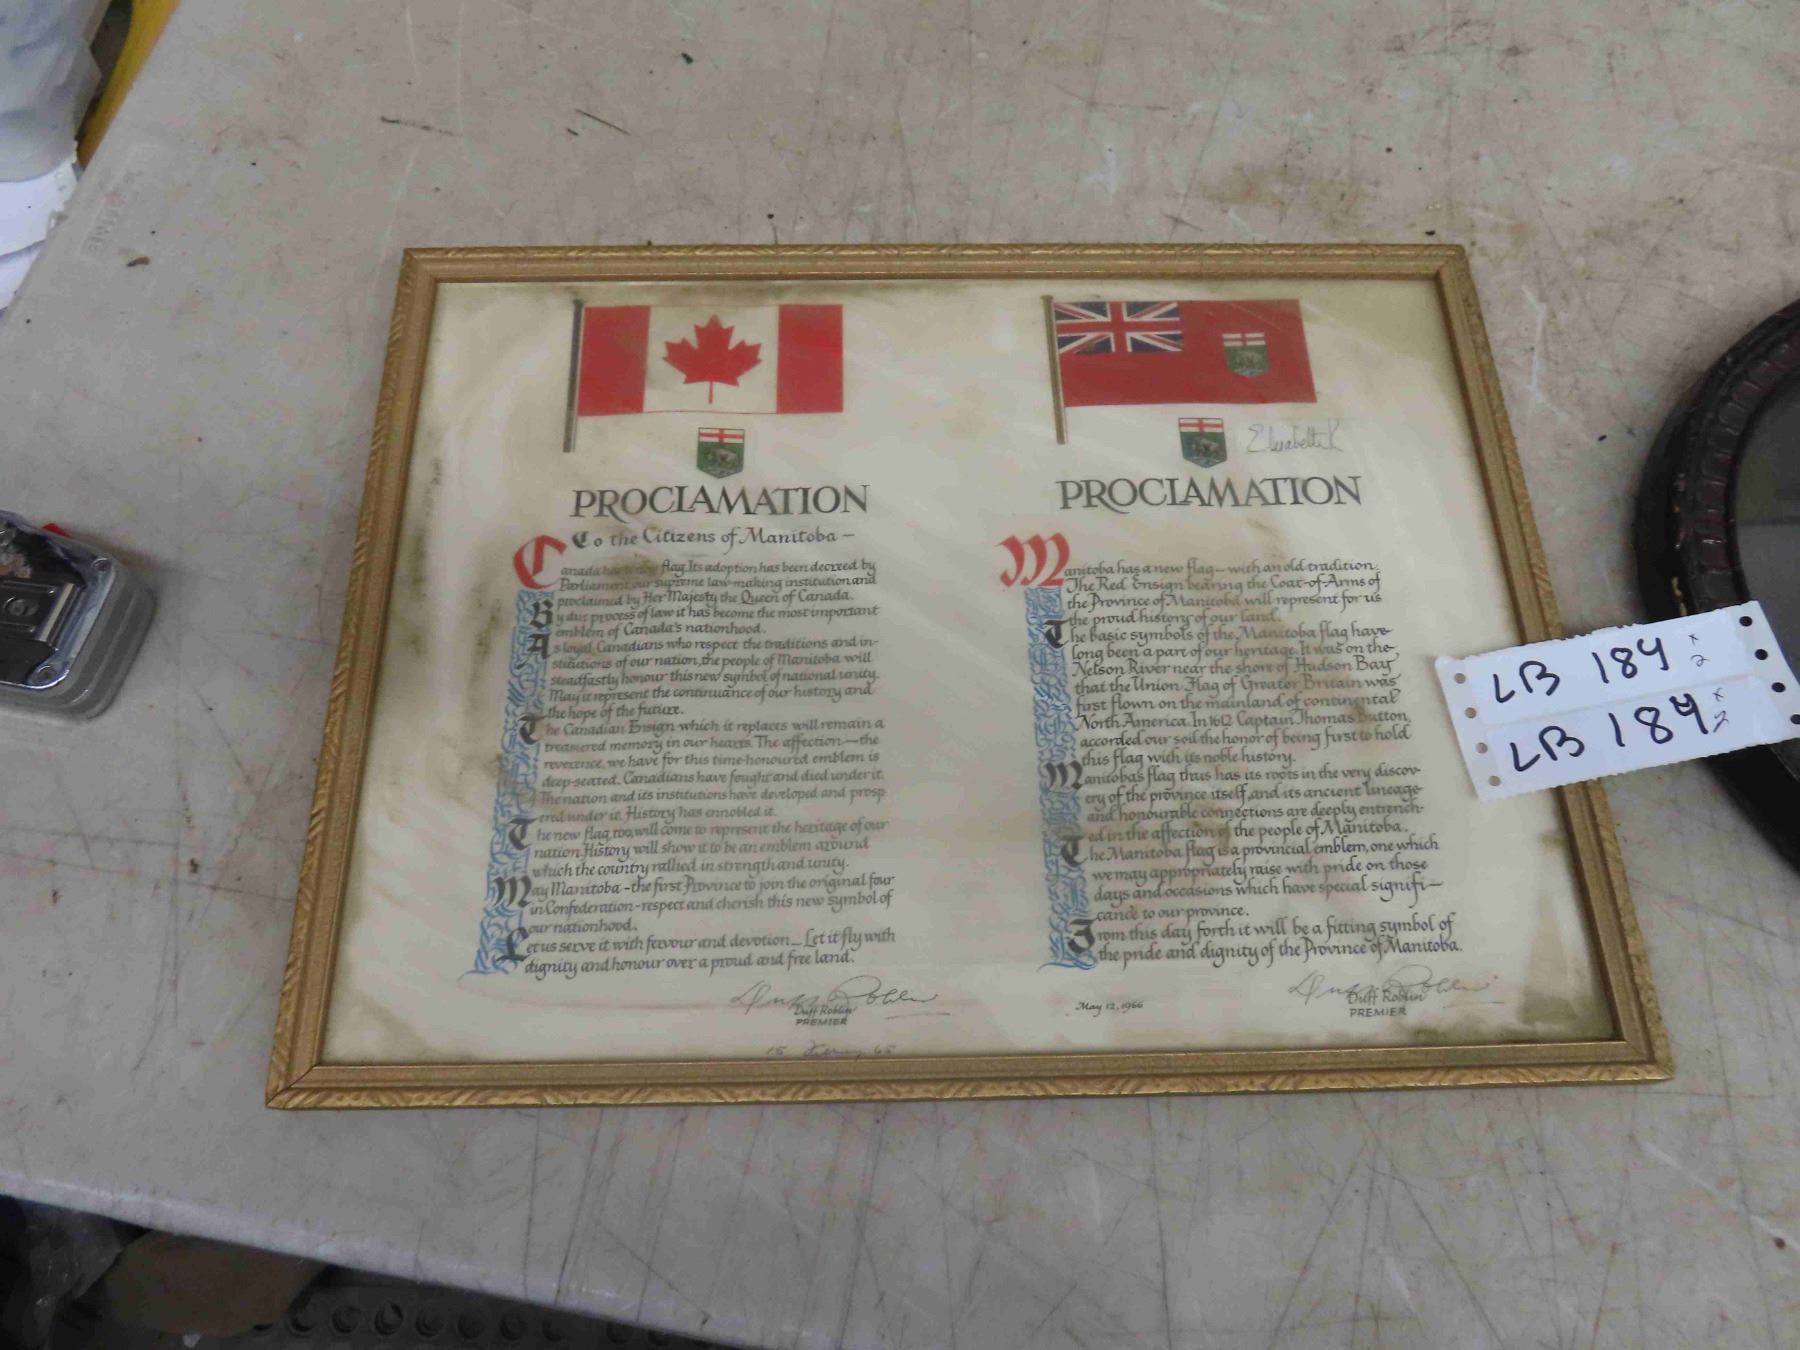 PROCLAMATION
To the Citizens of Manitoba —
Canada has a new flag. Its adoption has been decreed by
Parliament, our supreme law-making institution and
proclaimed by Her Majesty the Queen of Canada.
By due process of law it has become the most important
emblem of Canada's nationhood.
As loyal Canadians who respect the traditions and in-
stitutions of our nation, the people of Manitoba will
steadfastly honour this new symbol of national unity.
May it represent the continuance of our history and
the hope of the future.
The Canadian Ensign which it replaces will remain a
treasured memory in our hearts. The affection — the
reverence, we have for this time-honoured emblem is
deep-seated. Canadians have fought and died under it.
The nation and its institutions have developed and prosp
ered under it. History has ennobled it.
The new flag, too, will come to represent the heritage of our
nation. History, will show it to be an emblem around
which the country rallied in strength and unity.
May Manitoba - the first Province to join the original four
in Confederation - respect and cherish this new symbol of
our nationhood.
Let us serve it with fervour and devotion — Let it fly with
dignity and honour over a proud and free land.
Duff Roblin
Duff Roblin
PREMIER
15 65
Elizabeth R
PROCLAMATION
Manitoba has a new flag — with an old tradition.
The Red Ensign bearing the Coat-of-Arms of
the Province of Manitoba will represent for us
the proud history of our land.
The basic symbols of the Manitoba flag have
long been a part of our heritage. It was on the
Nelson River near the shore of Hudson Bay
that the Union Flag of Greater Britain was
first flown on the mainland of continental
North America. In 1612 Captain Thomas Button,
accorded our soil the honor of being first to hold
this flag with its noble history.
Manitoba's flag thus has its roots in the very discov-
ery of the province itself, and its ancient lineage
and honourable connections are deeply entrench-
ed in the affection of the people of Manitoba.
The Manitoba flag is a provincial emblem, one which
we may appropriately raise with pride on those
days and occasions which have special signifi—
cance to our province.
From this day forth it will be a fitting symbol of
the pride and dignity of the Province of Manitoba.
Duff Roblin
May 12, 1966
Duff Roblin
PREMIER
LB 184 x 2
LB 184 x 2